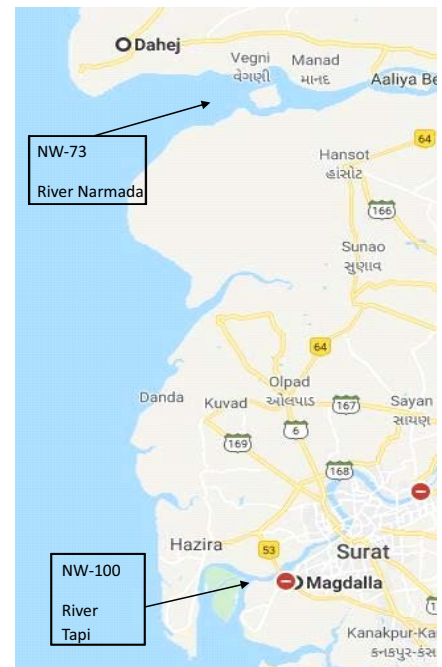 Dahej
Vegni
વેગણી
Manad
માનદ
Aaliya Be
NW-73
River Narmada
64
Hansot
હાંસોટ
166
Sunao
સુણાવ
64
Olpad
ઓલપાડ
Danda
Kuvad
167
Sayan
સાયણ
6
169
168
Hazira
53
Surat
NW-100
River
Tapi
Magdalla
Kanakpur-Ka
કનકપુર-કંસ